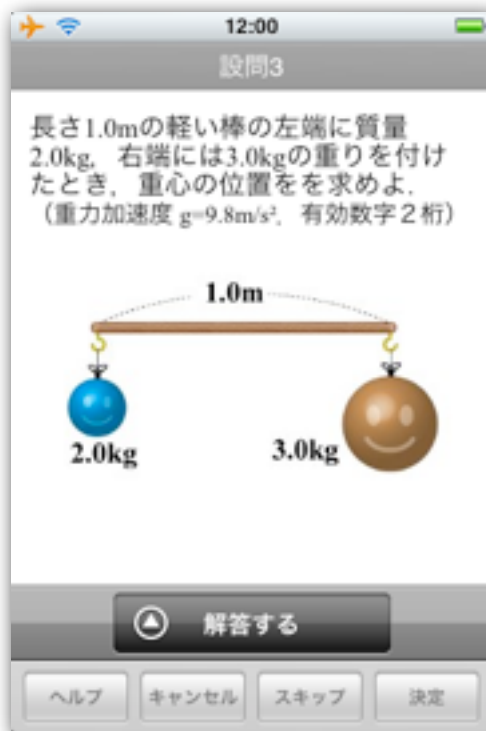 12:00
設問3
長さ1.0mの軽い棒の左端に質量
2.0kg，右端には3.0kgの重りを付け
たとき，重心の位置をを求めよ．
（重力加速度 g=9.8m/s²，有効数字２桁）
1.0m
2.0kg
3.0kg
解答する
ヘルプ
キャンセル
スキップ
決定